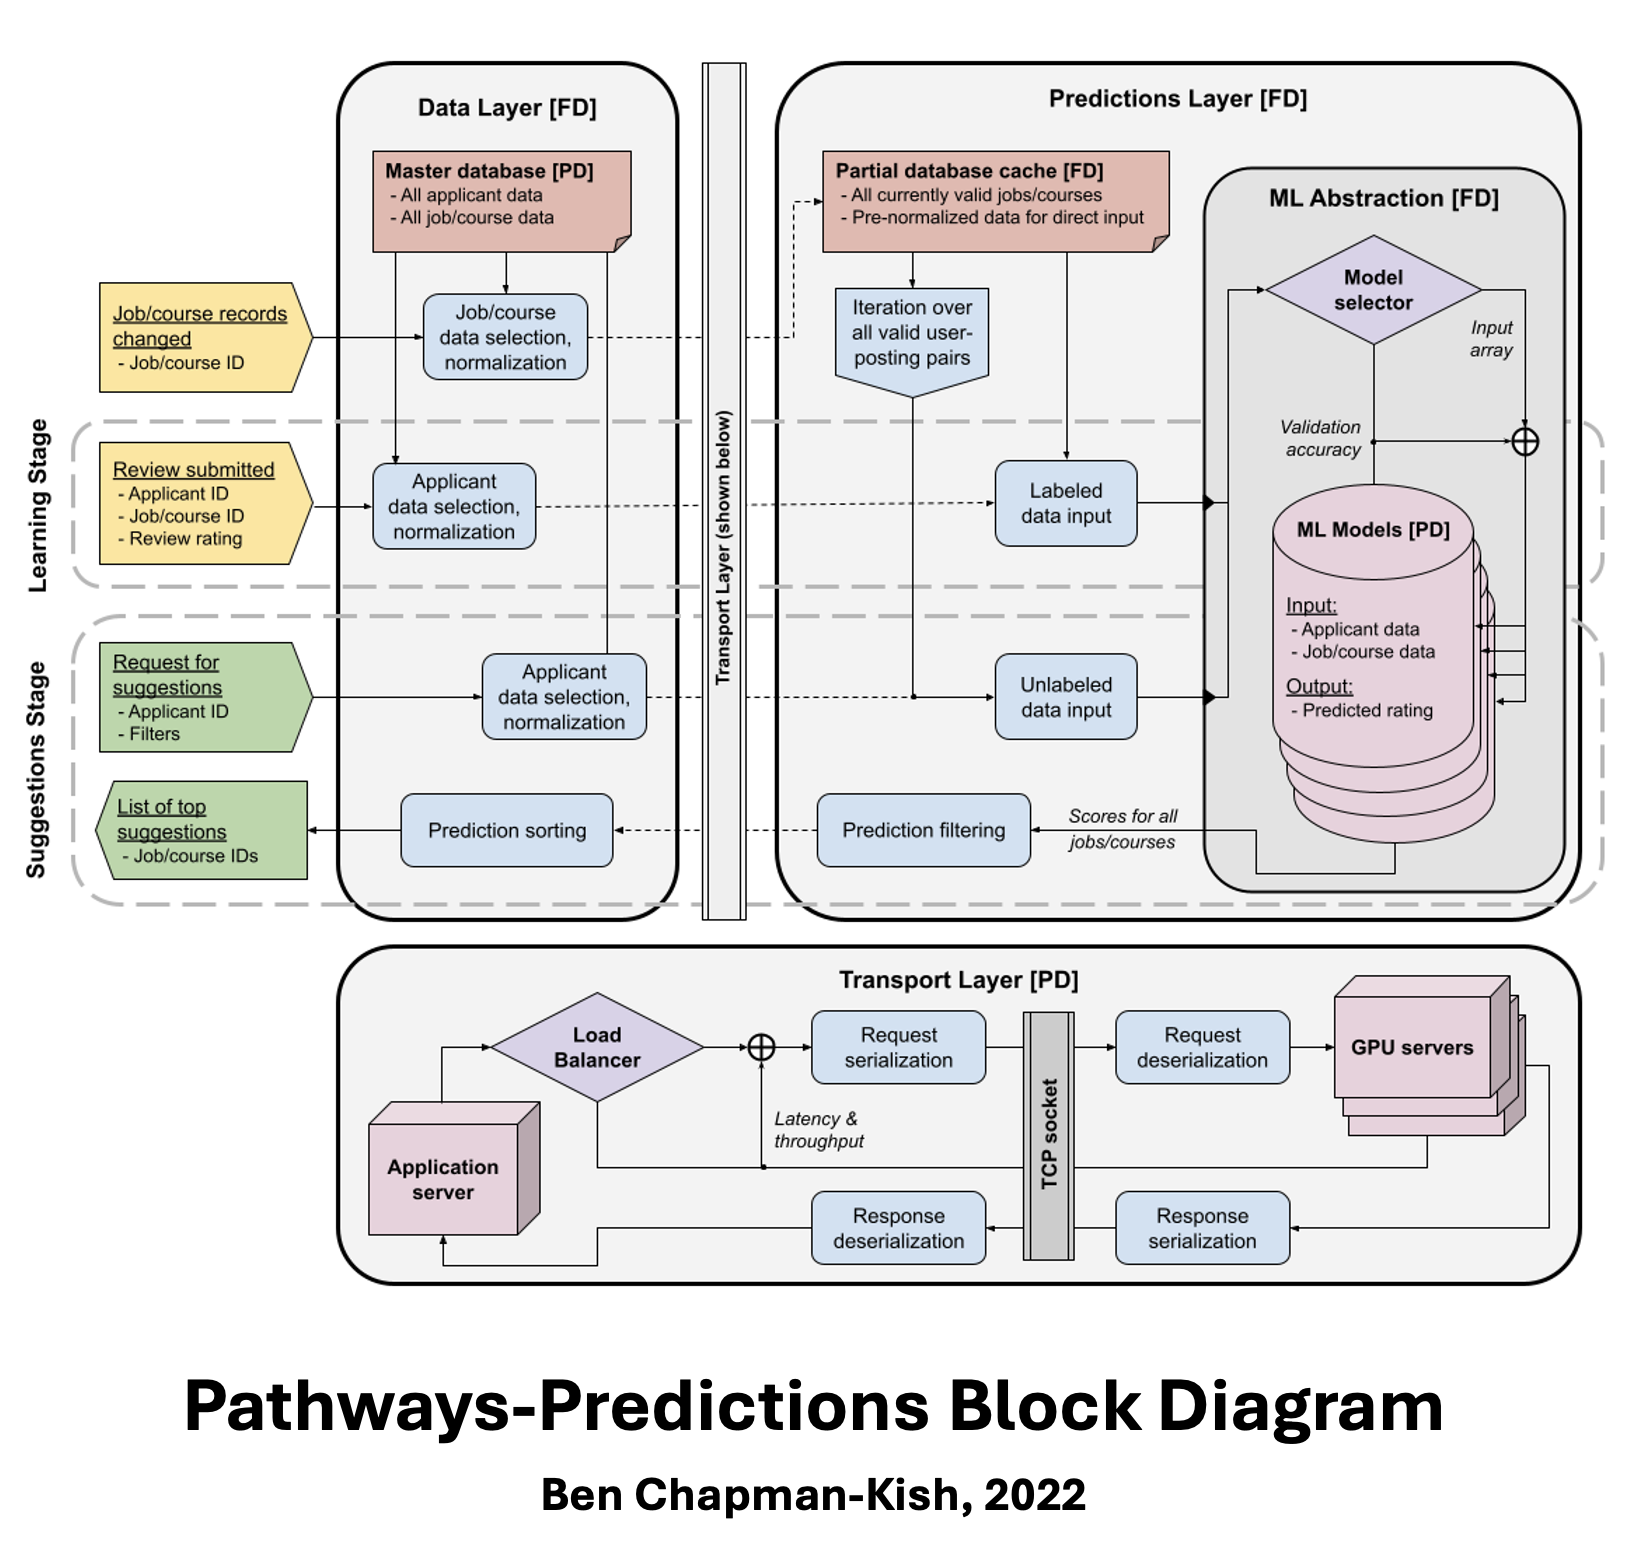 Data Layer [FD]
Master database [PD]
- All applicant data
- All job/course data
Job/course records
changed
- Job/course ID
Job/course
data selection,
normalization
Learning Stage
Review submitted
- Applicant ID
- Job/course ID
- Review rating
Applicant
data selection,
normalization
Suggestions Stage
Request for
suggestions
- Applicant ID
- Filters
Applicant
data selection,
normalization
List of top
suggestions
- Job/course IDs
Prediction sorting
Transport Layer (shown below)
Predictions Layer [FD]
Partial database cache [FD]
- All currently valid jobs/courses
- Pre-normalized data for direct input
Iteration over
all valid user-
posting pairs
Labeled
data input
Unlabeled
data input
Prediction filtering
Scores for all
jobs/courses
ML Abstraction [FD]
Model
selector
Input
array
Validation
accuracy
ML Models [PD]
Input:
- Applicant data
- Job/course data
Output:
- Predicted rating
Transport Layer [PD]
Load
Balancer
Request
serialization
Request
deserialization
GPU servers
Latency &
throughput
TCP socket
Application
server
Response
deserialization
Response
serialization
Pathways-Predictions Block Diagram
Ben Chapman-Kish, 2022